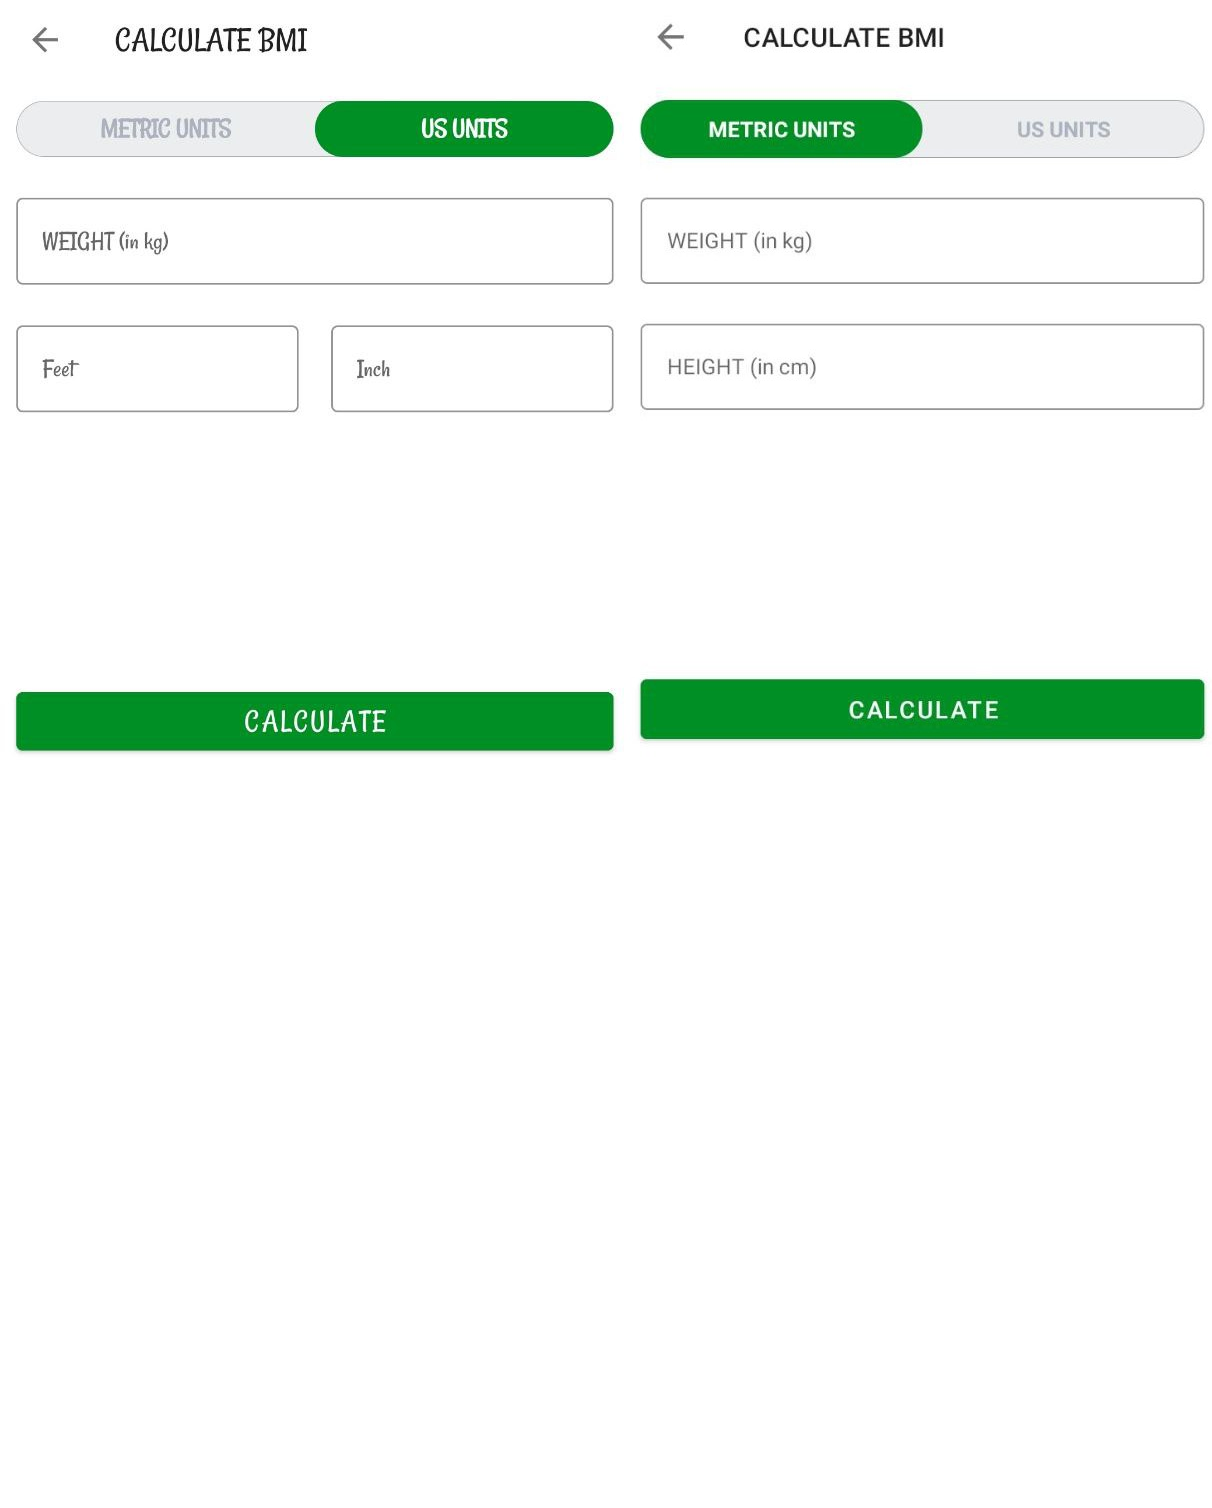 CALCULATE BMI
METRIC UNITS US UNITS
WEIGHT (in kg)
Feet Inch
CALCULATE
CALCULATE BMI
METRIC UNITS US UNITS
WEIGHT (in kg)
HEIGHT (in cm)
CALCULATE